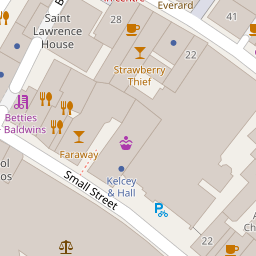 Everard
Saint
Lawrence
House
28
41
22
Strawberry
Thief
Betties
Baldwins
Faraway
Kelcey
& Hall
Small Street
22